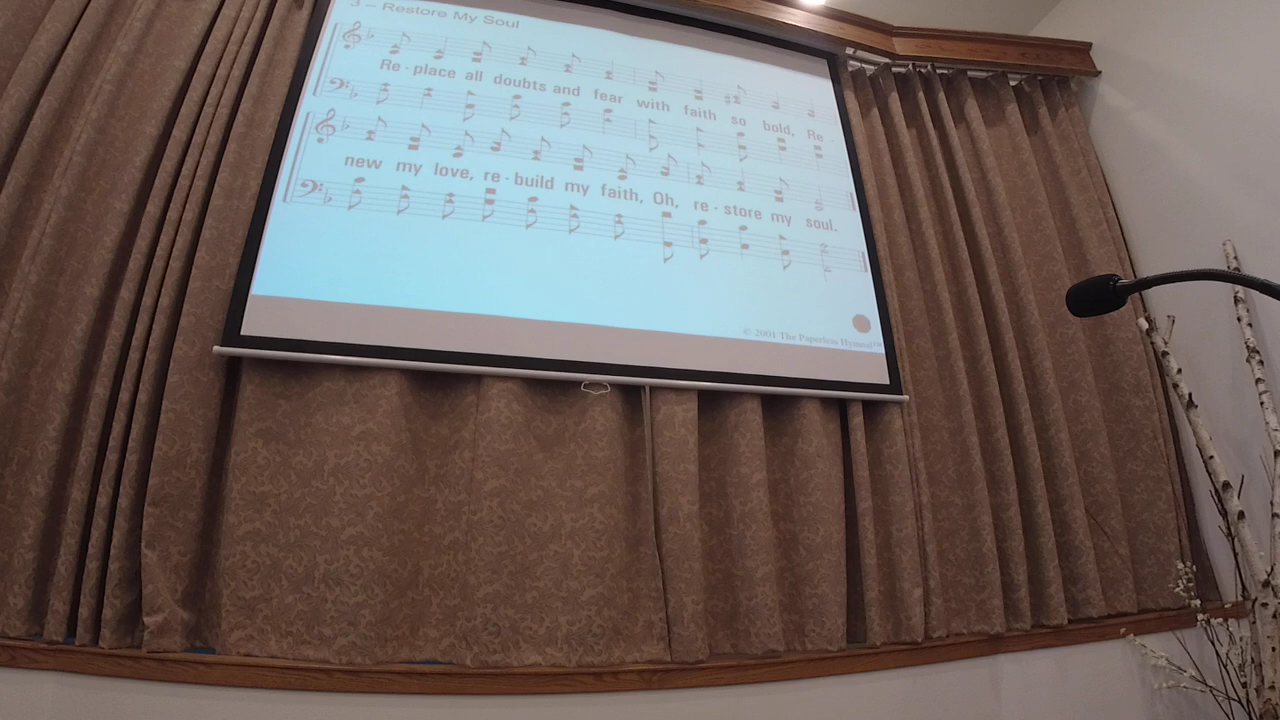 3 – Restore My Soul
Re - place all doubts and fear with faith so bold, Re -
new my love, re - build my faith, Oh, re - store my soul.
© 2001 The Paperless Hymnal™